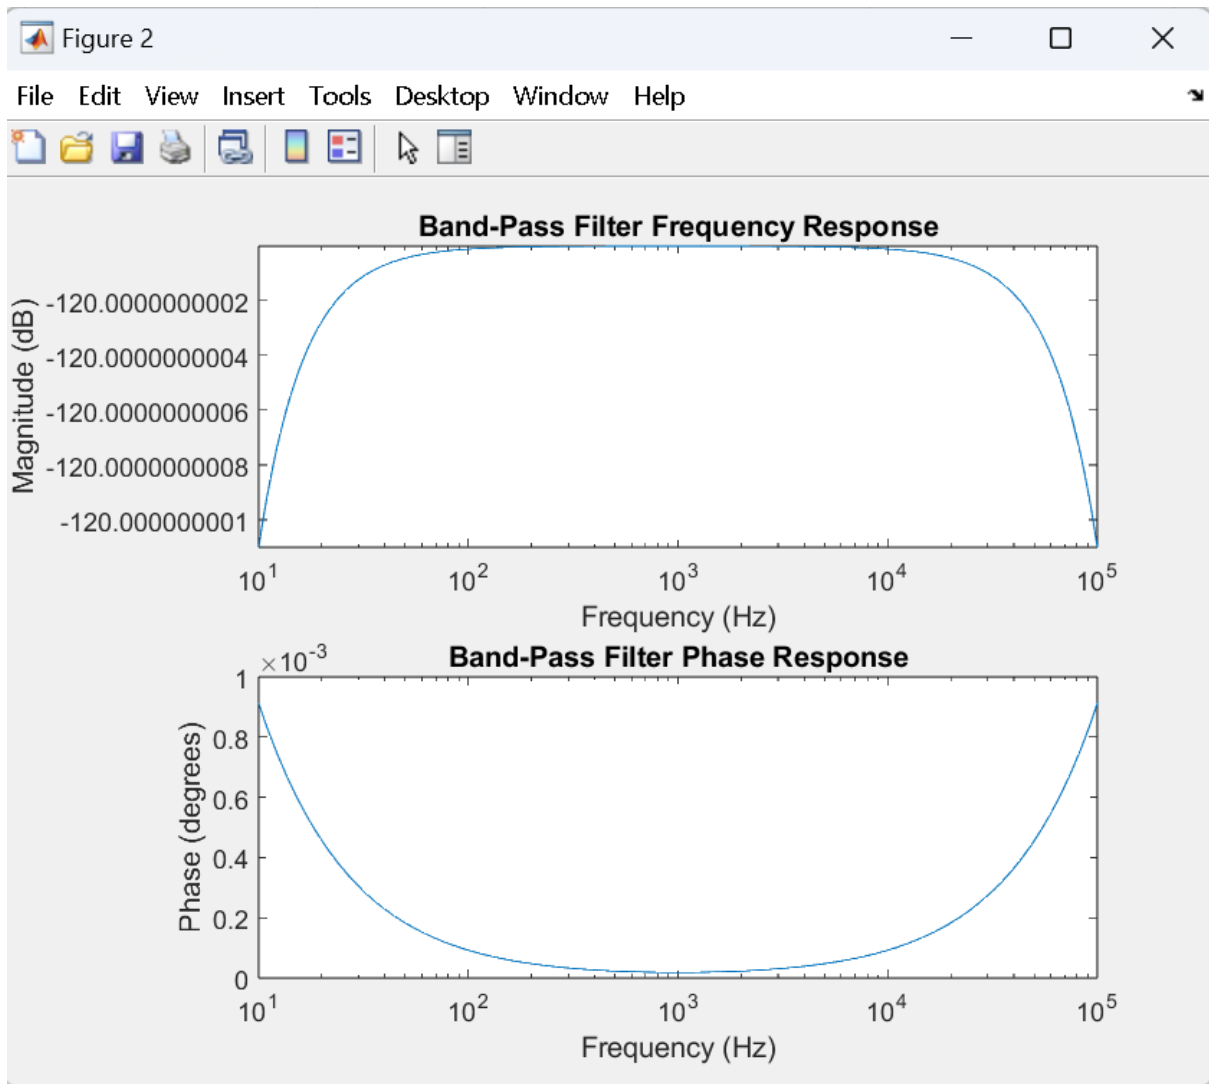 Figure 2
File Edit View Insert Tools Desktop Window Help
Band-Pass Filter Frequency Response
Magnitude (dB)
-120.0000000002
-120.0000000004
-120.0000000006
-120.0000000008
-120.000000001
10^1 10^2 10^3 10^4 10^5
Frequency (Hz)
×10^-3
Band-Pass Filter Phase Response
Phase (degrees)
1
0.8
0.6
0.4
0.2
0
10^1 10^2 10^3 10^4 10^5
Frequency (Hz)